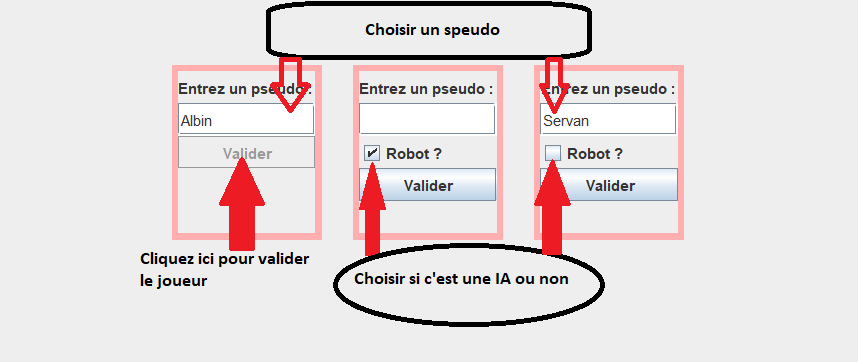 Choisir un speudo
Entrez un pseudo :
Albin
Valider
Entrez un pseudo :
Robot ?
Valider
Entrez un pseudo :
Servan
Robot ?
Valider
Cliquez ici pour valider
le joueur
Choisir si c'est une IA ou non